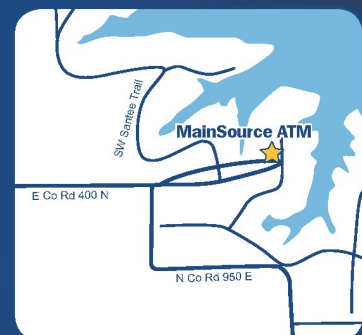 SW Santee Trail
MainSource ATM
E Co Rd 400 N
N Co Rd 950 E